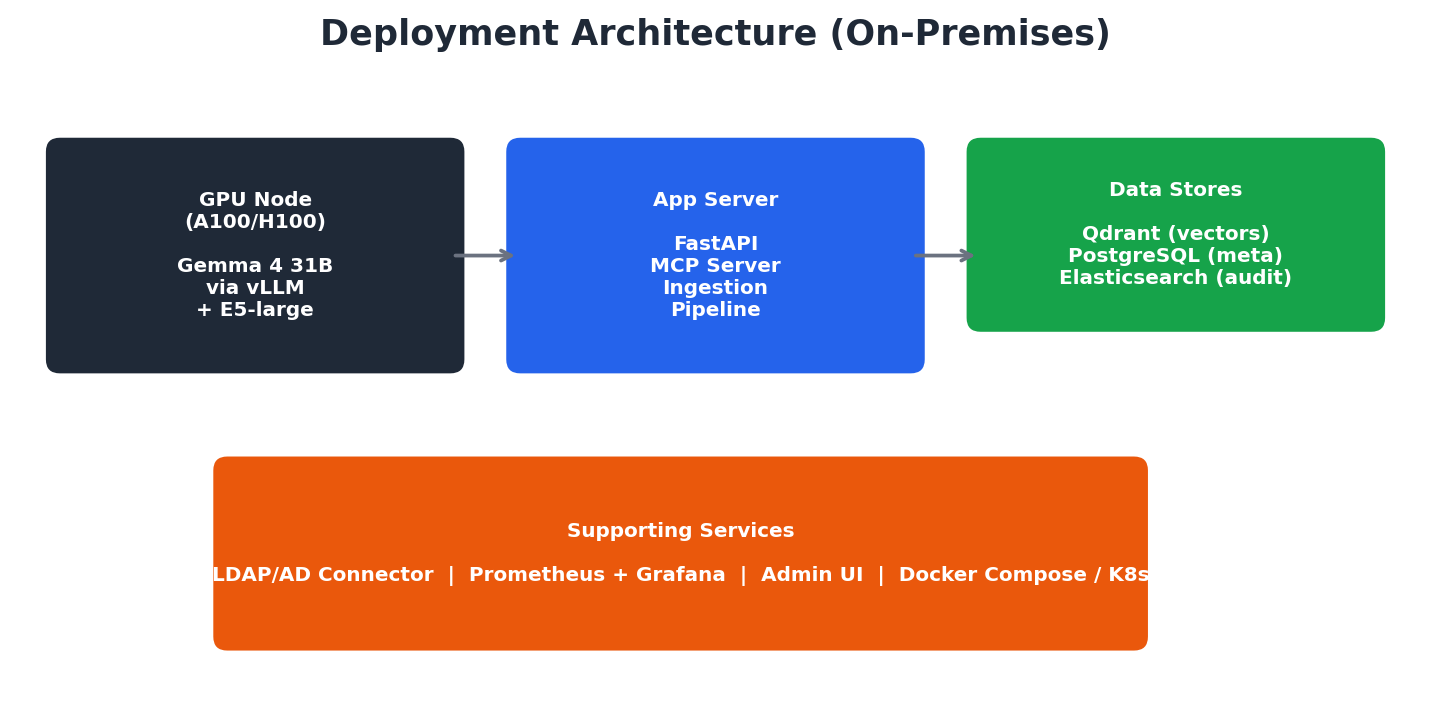 Deployment Architecture (On-Premises)
GPU Node
(A100/H100)
Gemma 4 31B
via vLLM
+ E5-large
App Server
FastAPI
MCP Server
Ingestion
Pipeline
Data Stores
Qdrant (vectors)
PostgreSQL (meta)
Elasticsearch (audit)
Supporting Services
LDAP/AD Connector | Prometheus + Grafana | Admin UI | Docker Compose / K8s